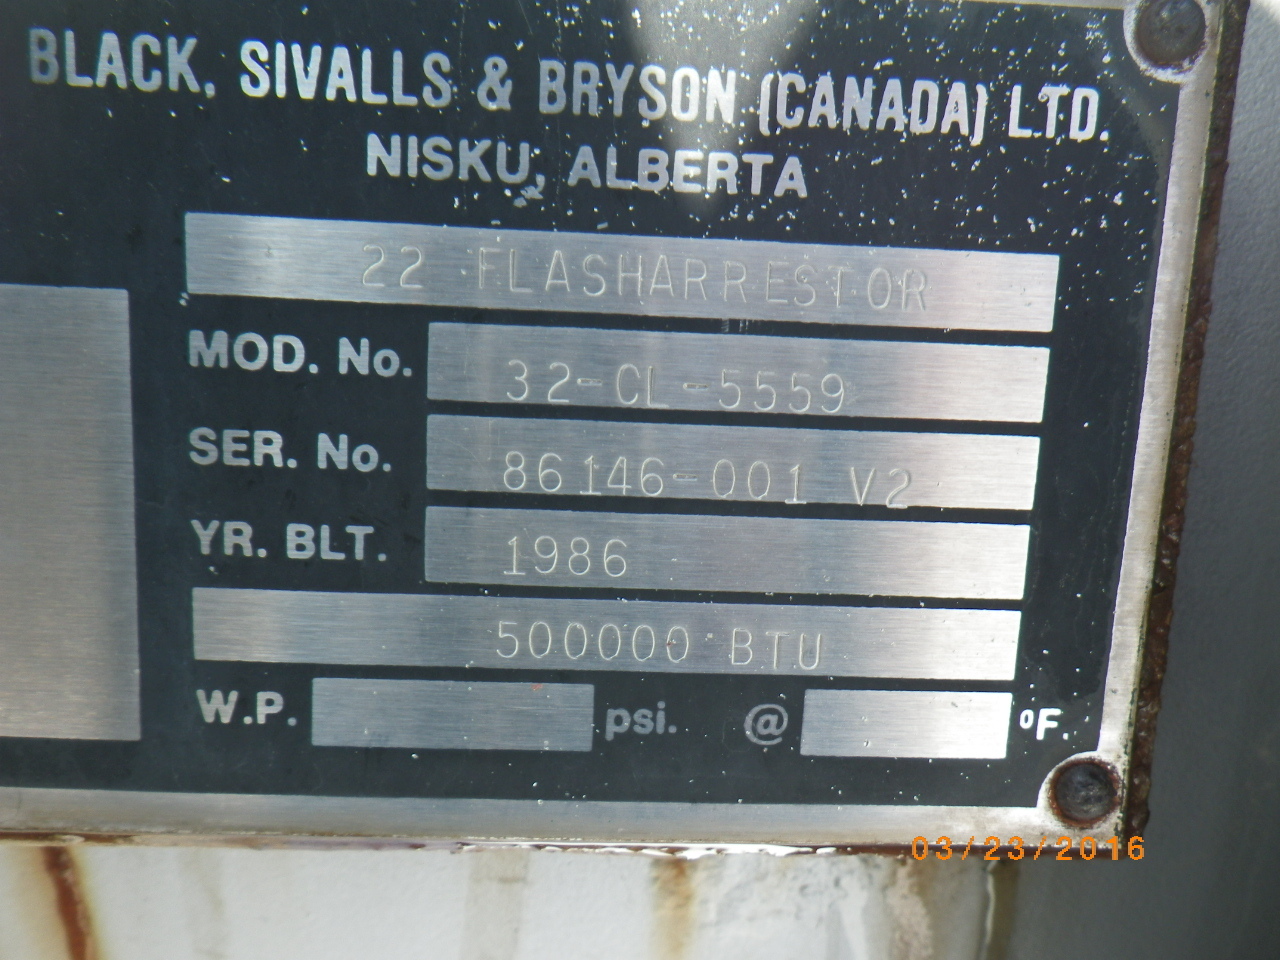 BLACK, SIVALLS & BRYSON (CANADA) LTD.
NISKU, ALBERTA
22 FLASHARRESTOR
MOD. No. 32-CL-5559
SER. No. 86146-001 V2
YR. BLT. 1986
500000 BTU
W.P. psi. @ °F.
03/23/2016